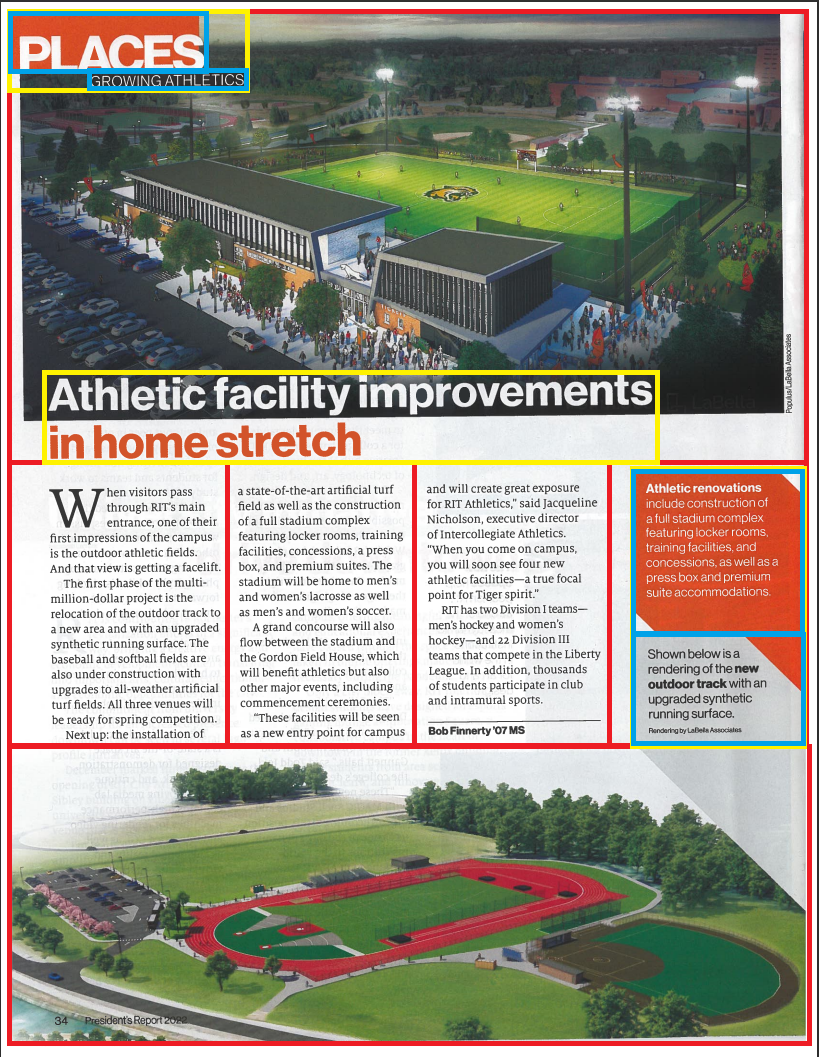 PLACES
GROWING ATHLETICS
Populus/LaBella Associates
Athletic facility improvements
in home stretch
When visitors pass
through RIT's main
entrance, one of their
first impressions of the campus
is the outdoor athletic fields.
And that view is getting a facelift.
The first phase of the multi-
million-dollar project is the
relocation of the outdoor track to
a new area and with an upgraded
synthetic running surface. The
baseball and softball fields are
also under construction with
upgrades to all-weather artificial
turf fields. All three venues will
be ready for spring competition.
Next up: the installation of
a state-of-the-art artificial turf
field as well as the construction
of a full stadium complex
featuring locker rooms, training
facilities, concessions, a press
box, and premium suites. The
stadium will be home to men's
and women's lacrosse as well
as men's and women's soccer.
A grand concourse will also
flow between the stadium and
the Gordon Field House, which
will benefit athletics but also
other major events, including
commencement ceremonies.
"These facilities will be seen
as a new entry point for campus
and will create great exposure
for RIT Athletics," said Jacqueline
Nicholson, executive director
of Intercollegiate Athletics.
"When you come on campus,
you will soon see four new
athletic facilities—a true focal
point for Tiger spirit."
RIT has two Division I teams—
men's hockey and women's
hockey—and 22 Division III
teams that compete in the Liberty
League. In addition, thousands
of students participate in club
and intramural sports.
Bob Finnerty '07 MS
Athletic renovations
include construction of
a full stadium complex
featuring locker rooms,
training facilities, and
concessions, as well as a
press box and premium
suite accommodations.
Shown below is a
rendering of the new
outdoor track with an
upgraded synthetic
running surface.
Rendering by LaBella Associates
34 President's Report 2022